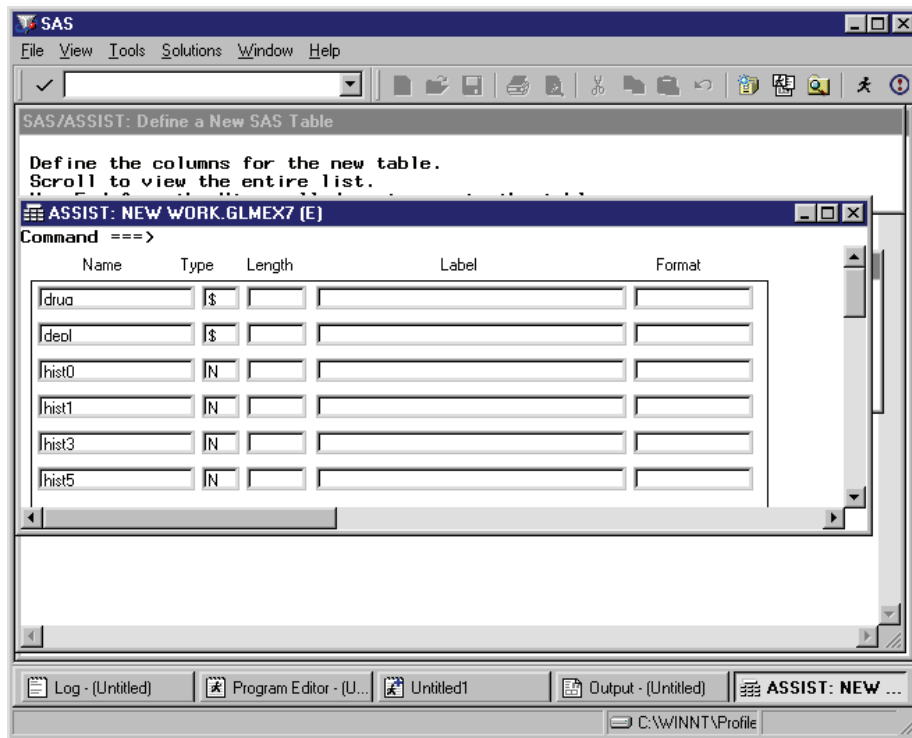 SAS
File View Tools Solutions Window Help
SAS/ASSIST: Define a New SAS Table
Define the columns for the new table.
Scroll to view the entire list.
ASSIST: NEW WORK.GLMEX7 (E)
Command ===>
Name Type Length Label Format
drug $
depl $
hist0 N
hist1 N
hist3 N
hist5 N
Log - (Untitled) Program Editor - (U... Untitled1 Output - (Untitled) ASSIST: NEW ...
C:\WINNT\Profile